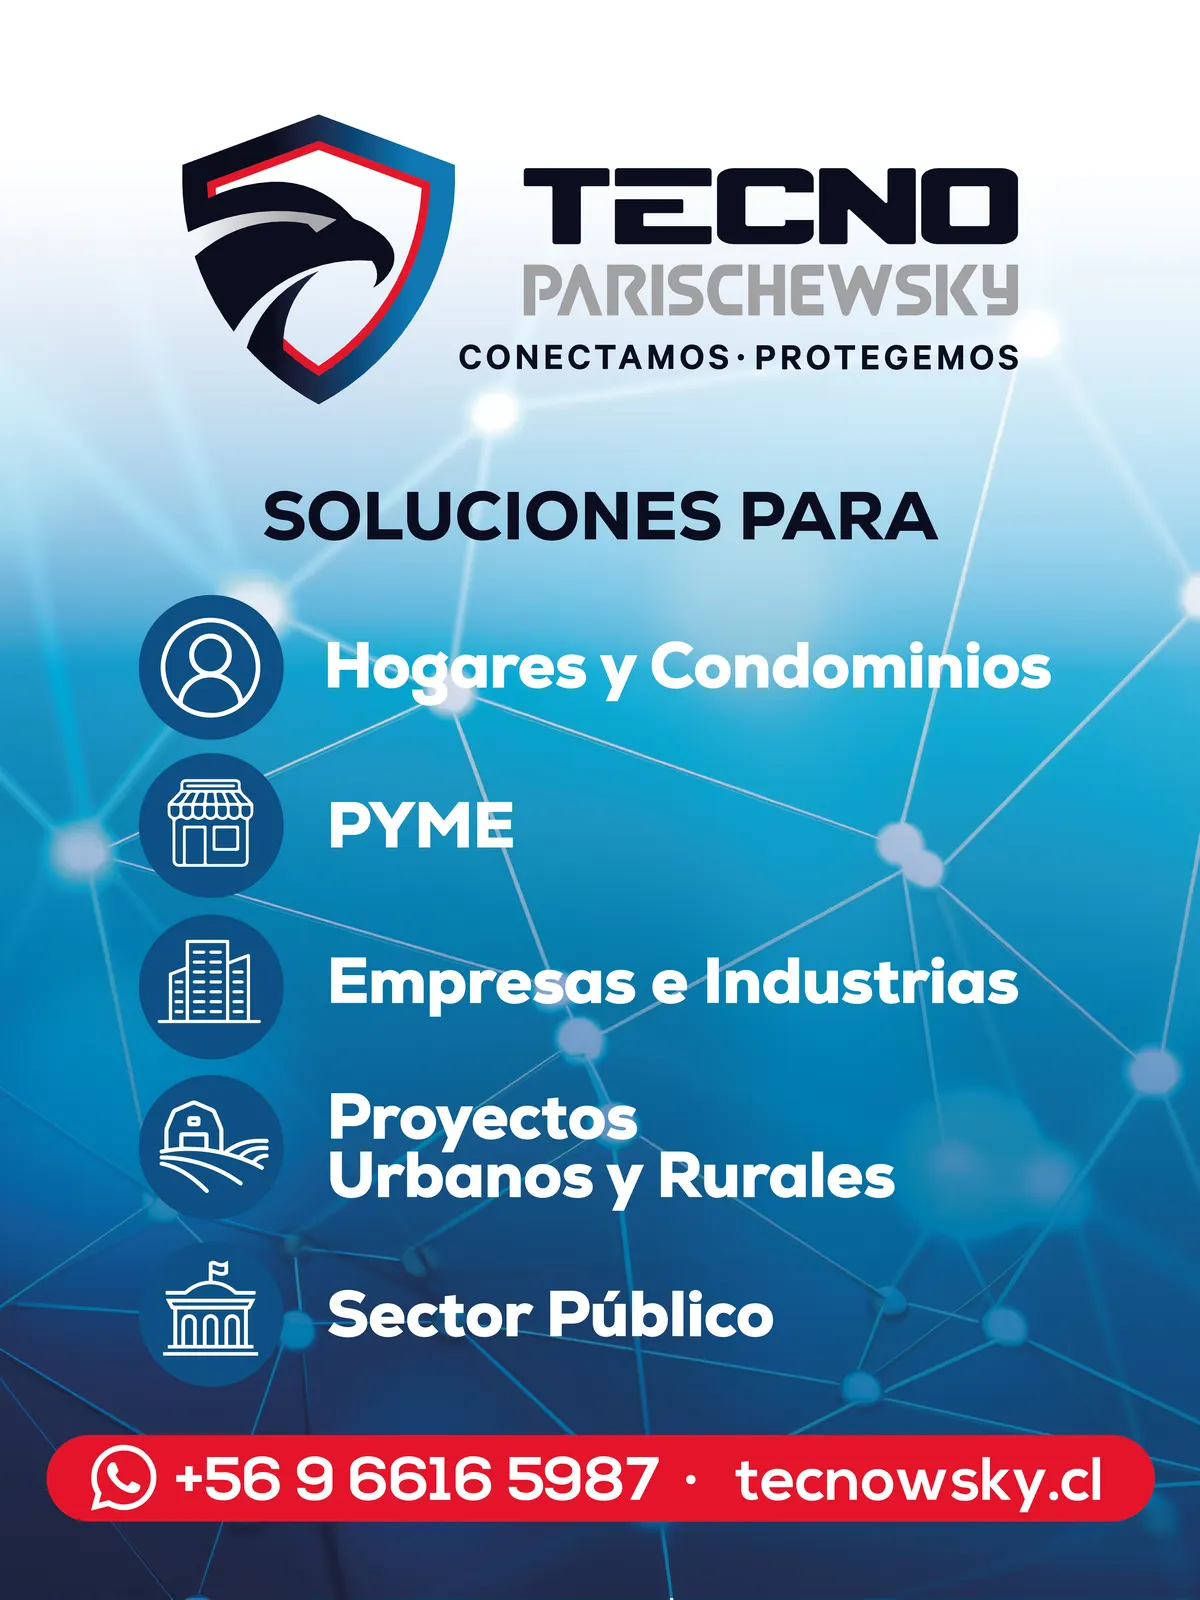 TECNO
PARISCHEWSKY
CONECTAMOS · PROTEGEMOS
SOLUCIONES PARA
Hogares y Condominios
PYME
Empresas e Industrias
Proyectos
Urbanos y Rurales
Sector Público
+56 9 6616 5987 · tecnowsky.cl